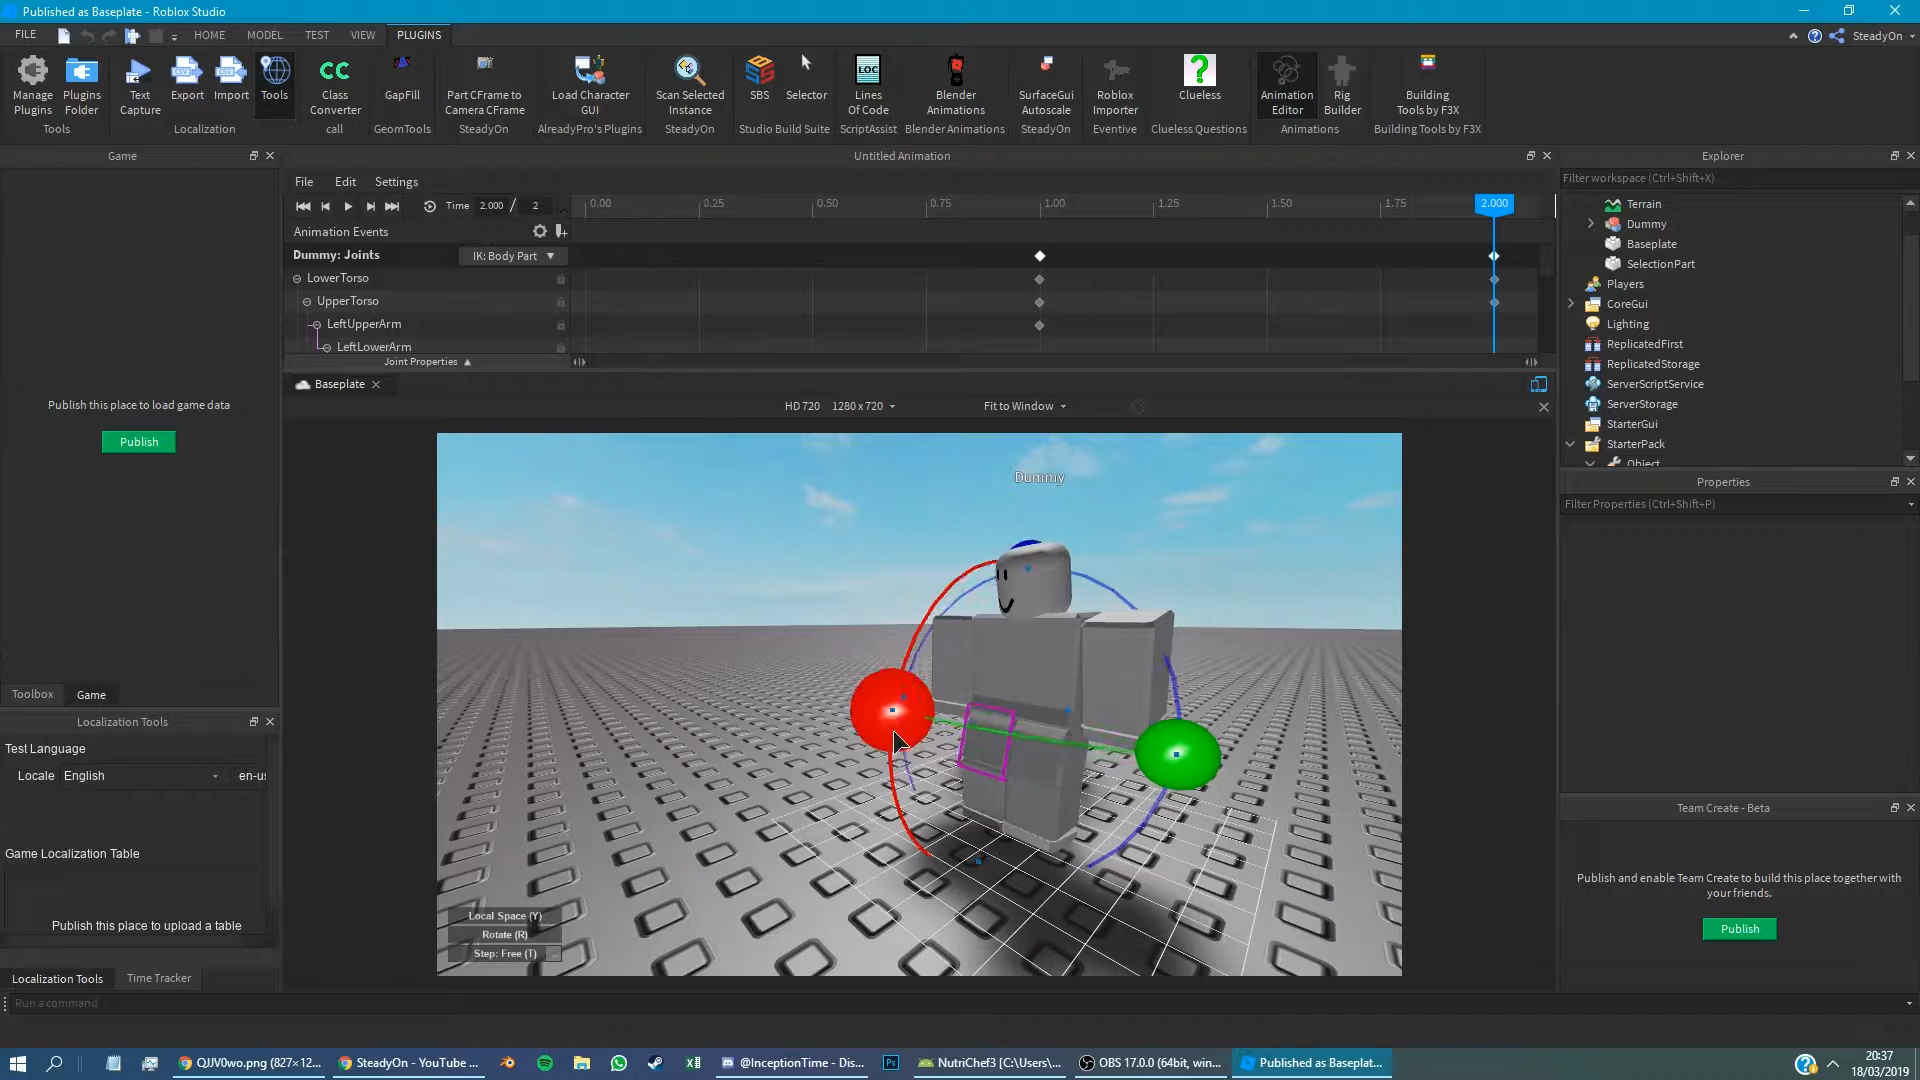 Published as Baseplate - Roblox Studio
FILE HOME MODEL TEST VIEW PLUGINS SteadyOn
Manage Plugins
Plugins Folder
Text Capture
Export
Import
Tools
Class Converter
GapFill
Part CFrame to Camera CFrame
Load Character GUI
Scan Selected Instance
SBS
Selector
LOC
Lines Of Code
Blender Animations
SurfaceGui Autoscale
Roblox Importer
Clueless
Animation Editor
Rig Builder
Building Tools by F3X
Tools Localization call GeomTools SteadyOn AlreadyPro's Plugins SteadyOn Studio Build Suite ScriptAssist Blender Animations SteadyOn Eventive Clueless Questions Animations Building Tools by F3X
Game
Publish this place to load game data
Publish
Toolbox Game
Localization Tools
Test Language
Locale English en-us
Game Localization Table
Publish this place to upload a table
Localization Tools Time Tracker
Run a command
Untitled Animation
File Edit Settings
Time 2.000 / 2 0.00 0.25 0.50 0.75 1.00 1.25 1.50 1.75 2.000
Animation Events
Dummy: Joints IK: Body Part
LowerTorso
UpperTorso
LeftUpperArm
LeftLowerArm
Joint Properties
Baseplate
HD 720 1280 x 720 Fit to Window
Dummy
Local Space (Y)
Rotate (R)
Step: Free (T) ...
Explorer
Filter workspace (Ctrl+Shift+X)
Terrain
Dummy
Baseplate
SelectionPart
Players
CoreGui
Lighting
ReplicatedFirst
ReplicatedStorage
ServerScriptService
ServerStorage
StarterGui
StarterPack
Object
Properties
Filter Properties (Ctrl+Shift+P)
Team Create - Beta
Publish and enable Team Create to build this place together with
your friends.
Publish
QJJV0wo.png (827×12... SteadyOn - YouTube ... @InceptionTime - Dis... Ps NutriChef3 [C:\Users\... OBS 17.0.0 (64bit, win... Published as Baseplat...
20:37
18/03/2019